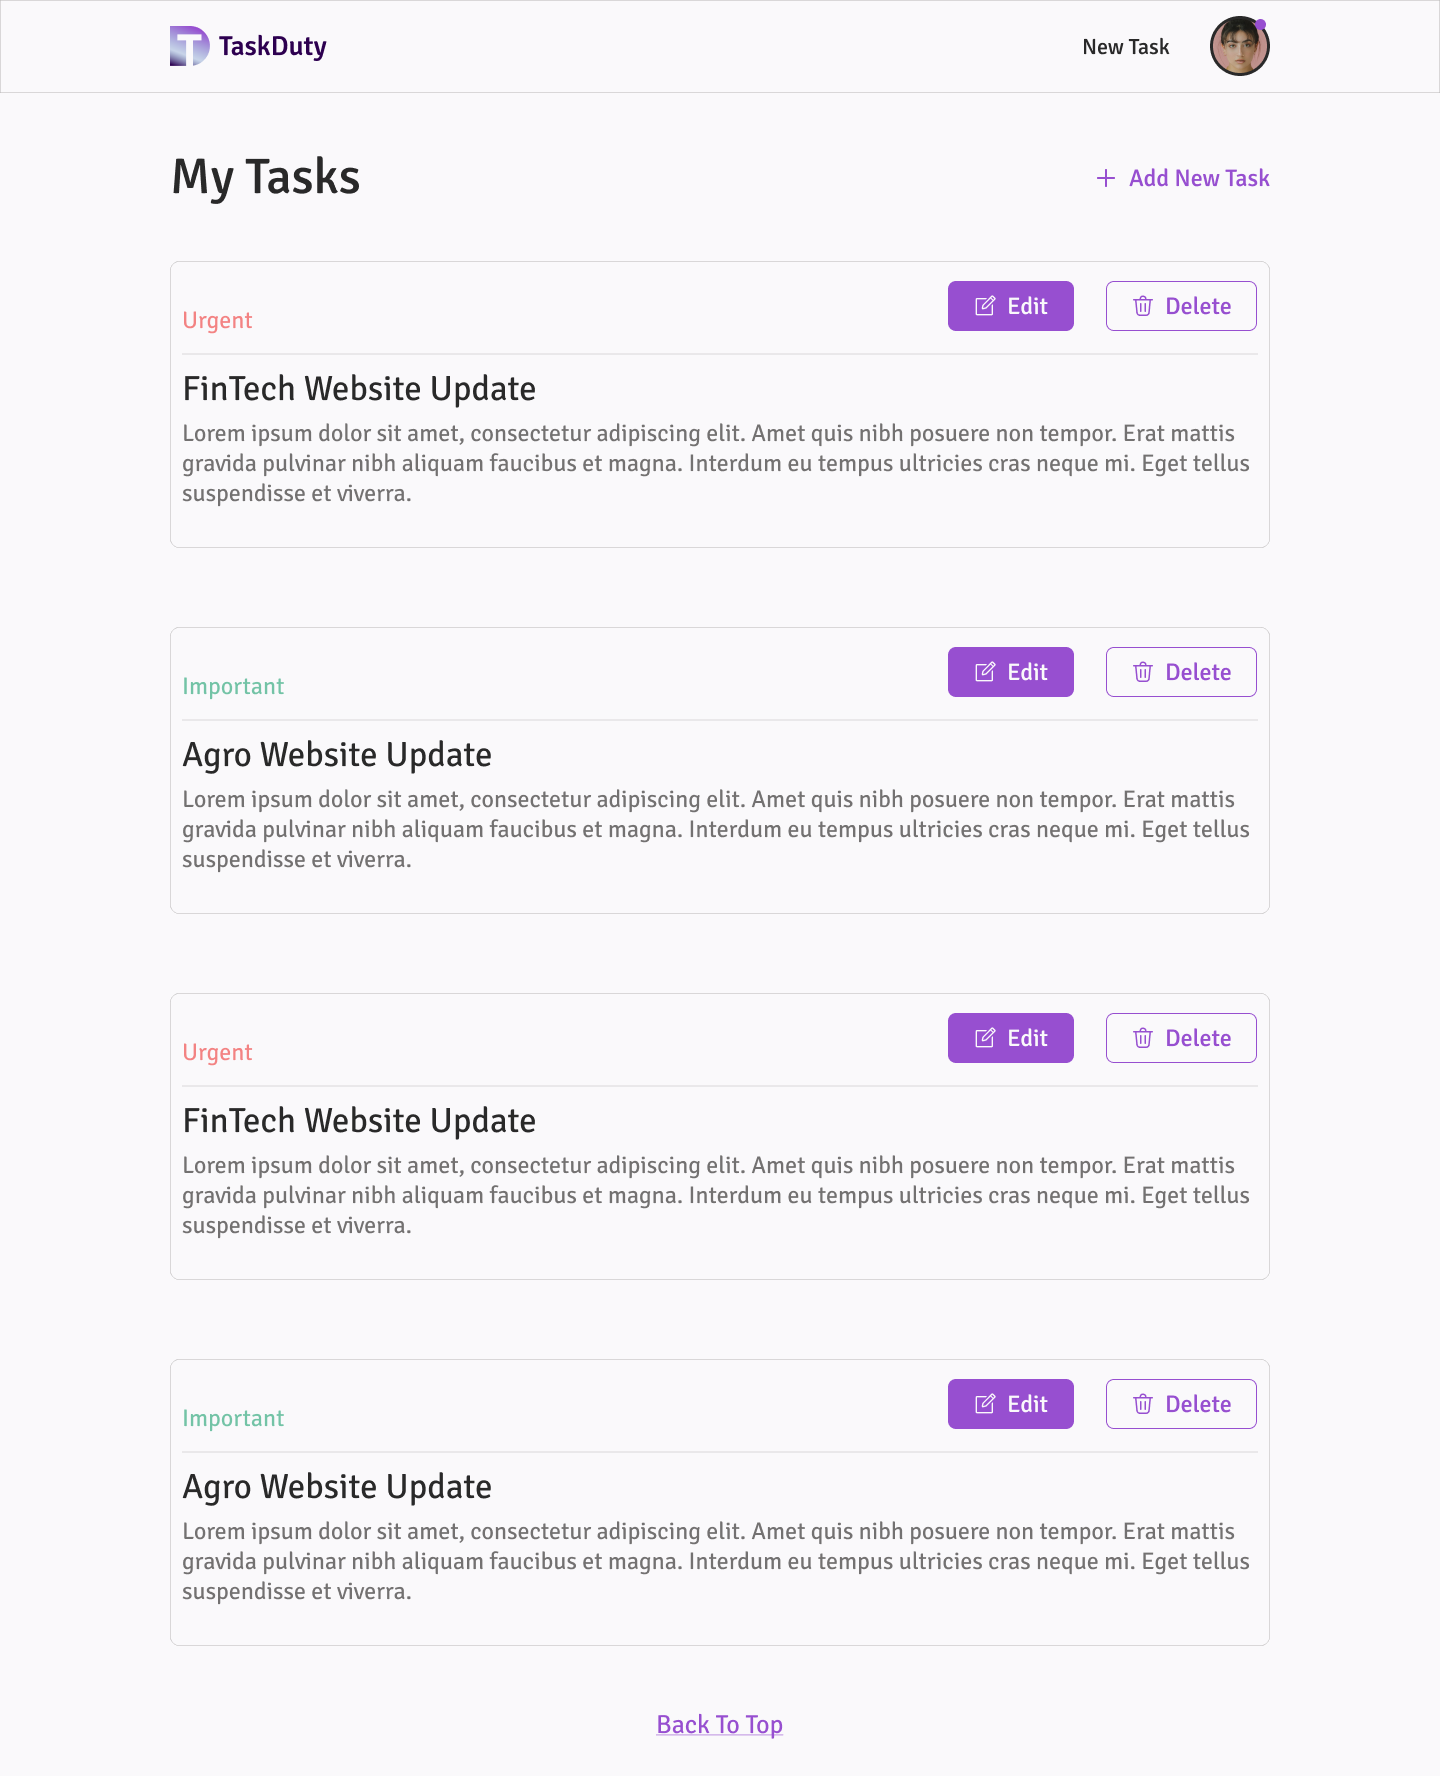 TaskDuty
New Task
My Tasks
Add New Task
Urgent
Edit
Delete
FinTech Website Update
Lorem ipsum dolor sit amet, consectetur adipiscing elit. Amet quis nibh posuere non tempor. Erat mattis
gravida pulvinar nibh aliquam faucibus et magna. Interdum eu tempus ultricies cras neque mi. Eget tellus
suspendisse et viverra.
Important
Edit
Delete
Agro Website Update
Lorem ipsum dolor sit amet, consectetur adipiscing elit. Amet quis nibh posuere non tempor. Erat mattis
gravida pulvinar nibh aliquam faucibus et magna. Interdum eu tempus ultricies cras neque mi. Eget tellus
suspendisse et viverra.
Urgent
Edit
Delete
FinTech Website Update
Lorem ipsum dolor sit amet, consectetur adipiscing elit. Amet quis nibh posuere non tempor. Erat mattis
gravida pulvinar nibh aliquam faucibus et magna. Interdum eu tempus ultricies cras neque mi. Eget tellus
suspendisse et viverra.
Important
Edit
Delete
Agro Website Update
Lorem ipsum dolor sit amet, consectetur adipiscing elit. Amet quis nibh posuere non tempor. Erat mattis
gravida pulvinar nibh aliquam faucibus et magna. Interdum eu tempus ultricies cras neque mi. Eget tellus
suspendisse et viverra.
Back To Top